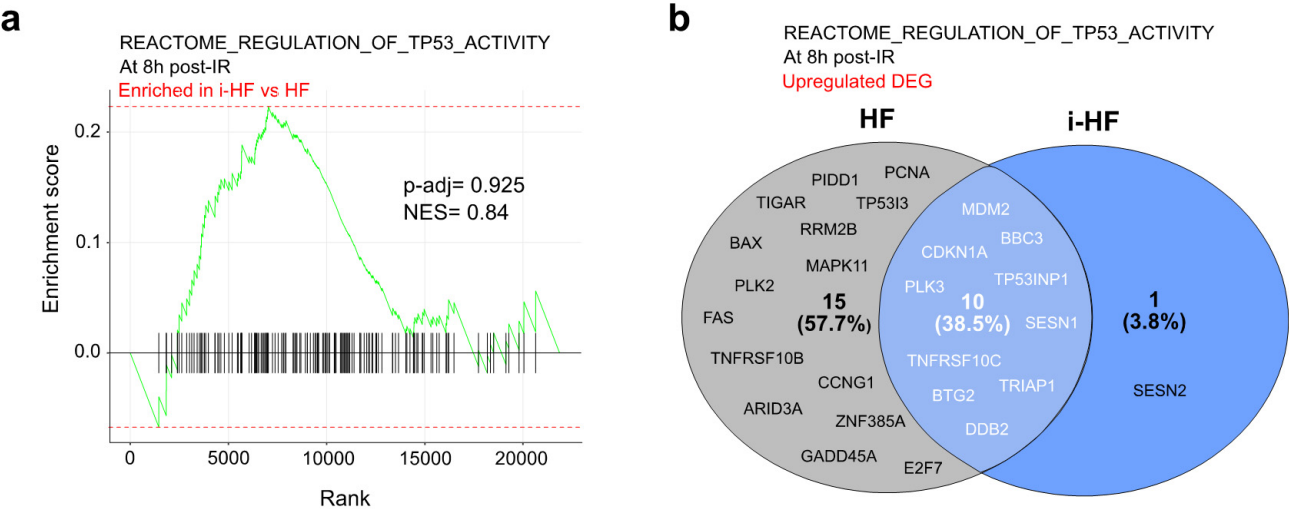 a
REACTOME_REGULATION_OF_TP53_ACTIVITY
At 8h post-IR
Enriched in i-HF vs HF
Enrichment score
0.2
0.1
0.0
p-adj= 0.925
NES= 0.84
0 5000 10000 15000 20000
Rank
b
REACTOME_REGULATION_OF_TP53_ACTIVITY
At 8h post-IR
Upregulated DEG
HF
i-HF
PIDD1
PCNA
TIGAR
TP53I3
RRM2B
BAX
MAPK11
PLK2
15
(57.7%)
FAS
TNFRSF10B
CCNG1
ARID3A
ZNF385A
GADD45A
E2F7
MDM2
BBC3
CDKN1A
TP53INP1
PLK3
10
(38.5%)
SESN1
TNFRSF10C
TRIAP1
BTG2
DDB2
1
(3.8%)
SESN2